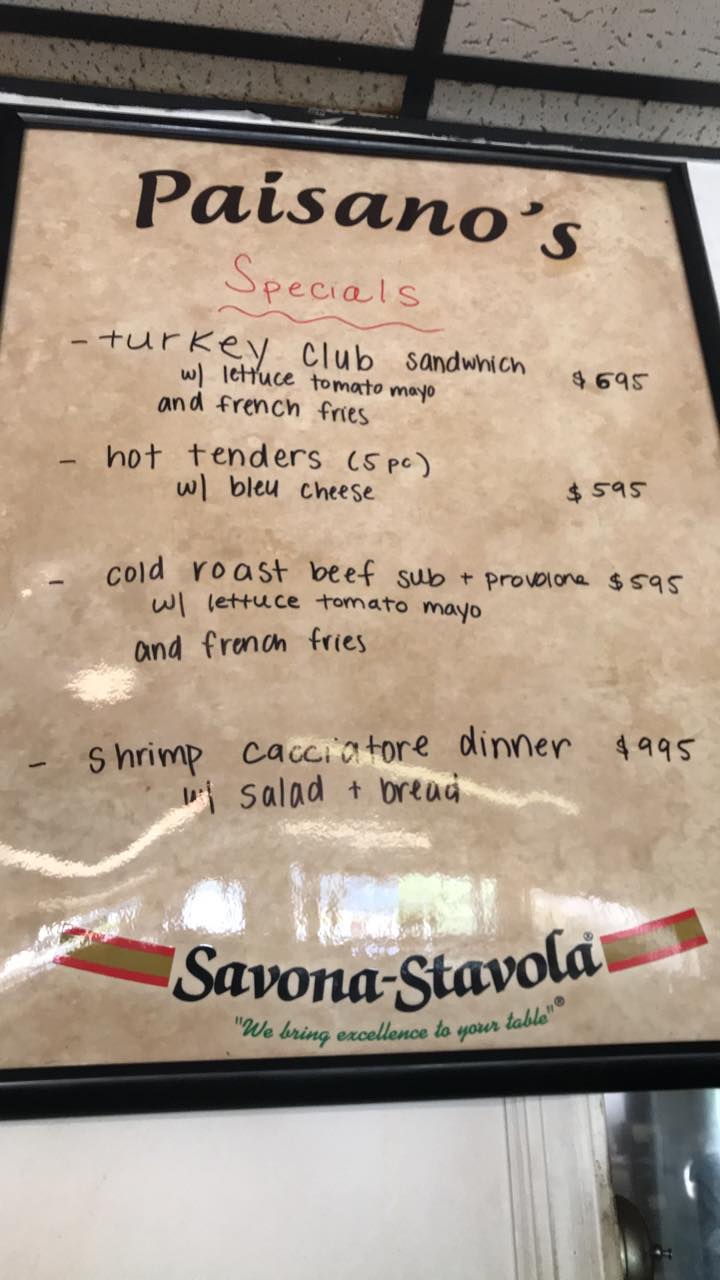 Paisano's
Specials
- turkey club sandwhich
w/ lettuce tomato mayo $695
and french fries
- hot tenders (5 pc)
w/ bleu cheese $595
- cold roast beef sub + provolone $595
w/ lettuce tomato mayo
and french fries
- shrimp cacciatore dinner $995
w/ salad + bread
Savona-Stavola®
"We bring excellence to your table"®